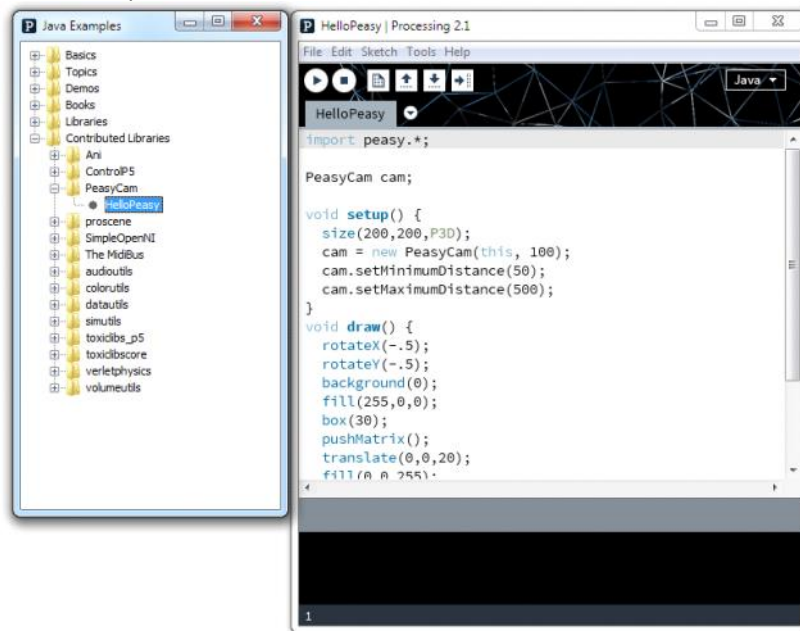 Java Examples
Basics
Topics
Demos
Books
Libraries
Contributed Libraries
Ani
ControlP5
PeasyCam
HelloPeasy
proscene
SimpleOpenNI
The MidiBus
audioutils
colorutils
datautils
simutils
toxiclibs_p5
toxiclibscore
verletphysics
volumeutils
HelloPeasy | Processing 2.1
File Edit Sketch Tools Help
Java
HelloPeasy
import peasy.*;
PeasyCam cam;
void setup() {
size(200,200,P3D);
cam = new PeasyCam(this, 100);
cam.setMinimumDistance(50);
cam.setMaximumDistance(500);
}
void draw() {
rotateX(-.5);
rotateY(-.5);
background(0);
fill(255,0,0);
box(30);
pushMatrix();
translate(0,0,20);
fill(0,0,255);
1